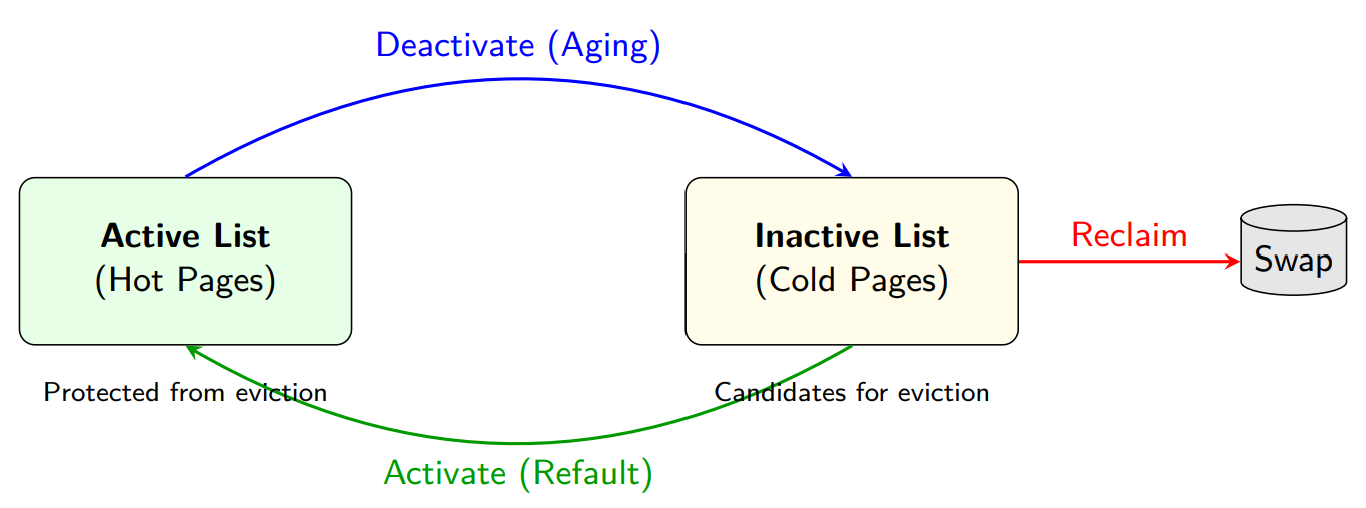 Deactivate (Aging)
Active List
(Hot Pages)
Inactive List
(Cold Pages)
Reclaim
Swap
Protected from eviction
Candidates for eviction
Activate (Refault)